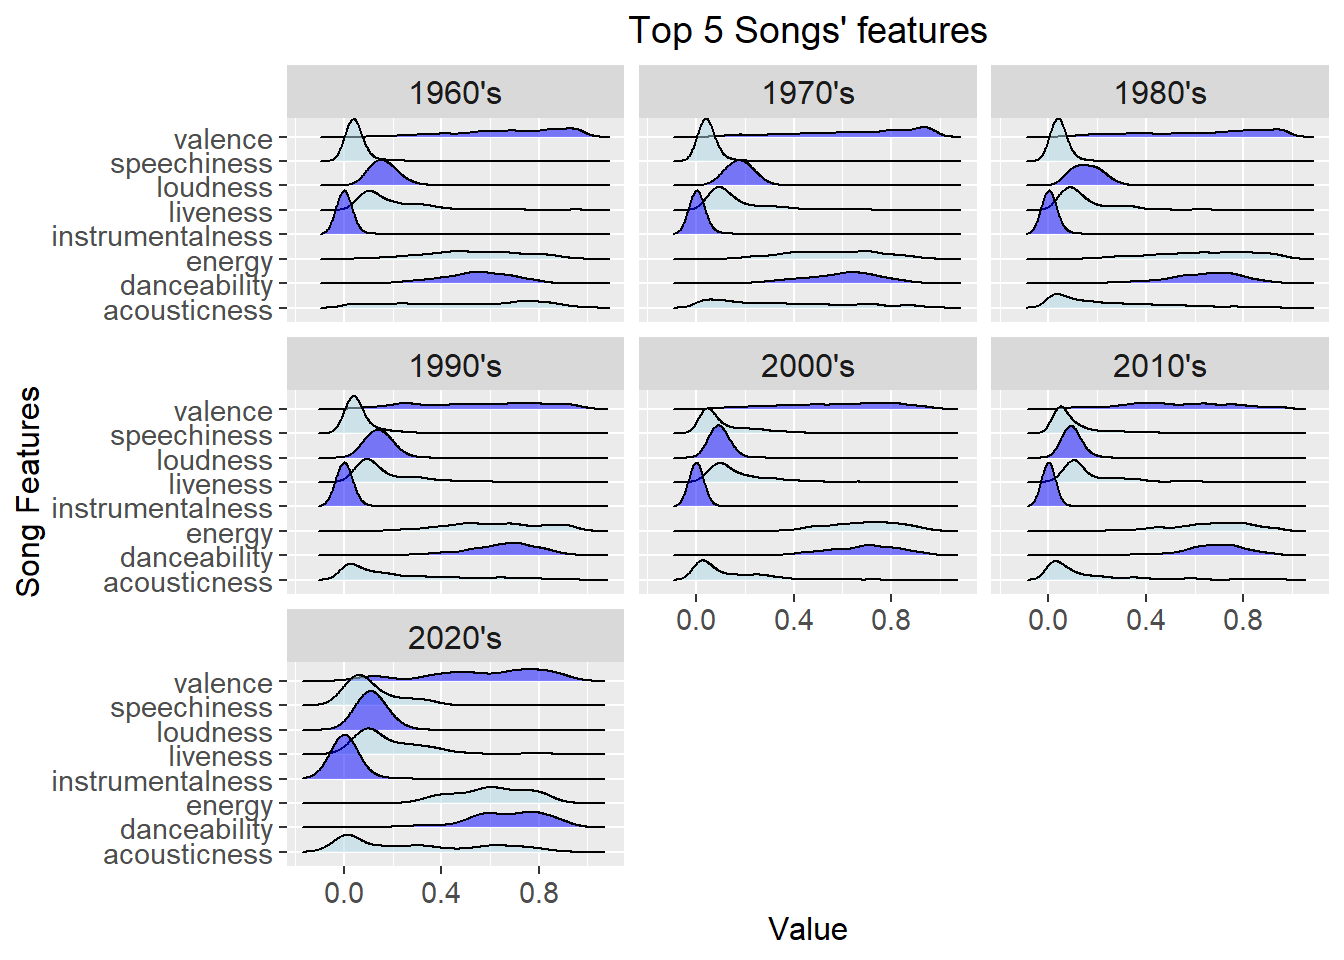 Top 5 Songs' features
1960's
1970's
1980's
valence
speechiness
loudness
liveness
instrumentalness
energy
danceability
acousticness
1990's
2000's
2010's
valence
speechiness
loudness
liveness
instrumentalness
energy
danceability
acousticness
0.0 0.4 0.8
0.0 0.4 0.8
2020's
valence
speechiness
loudness
liveness
instrumentalness
energy
danceability
acousticness
0.0 0.4 0.8
Song Features
Value